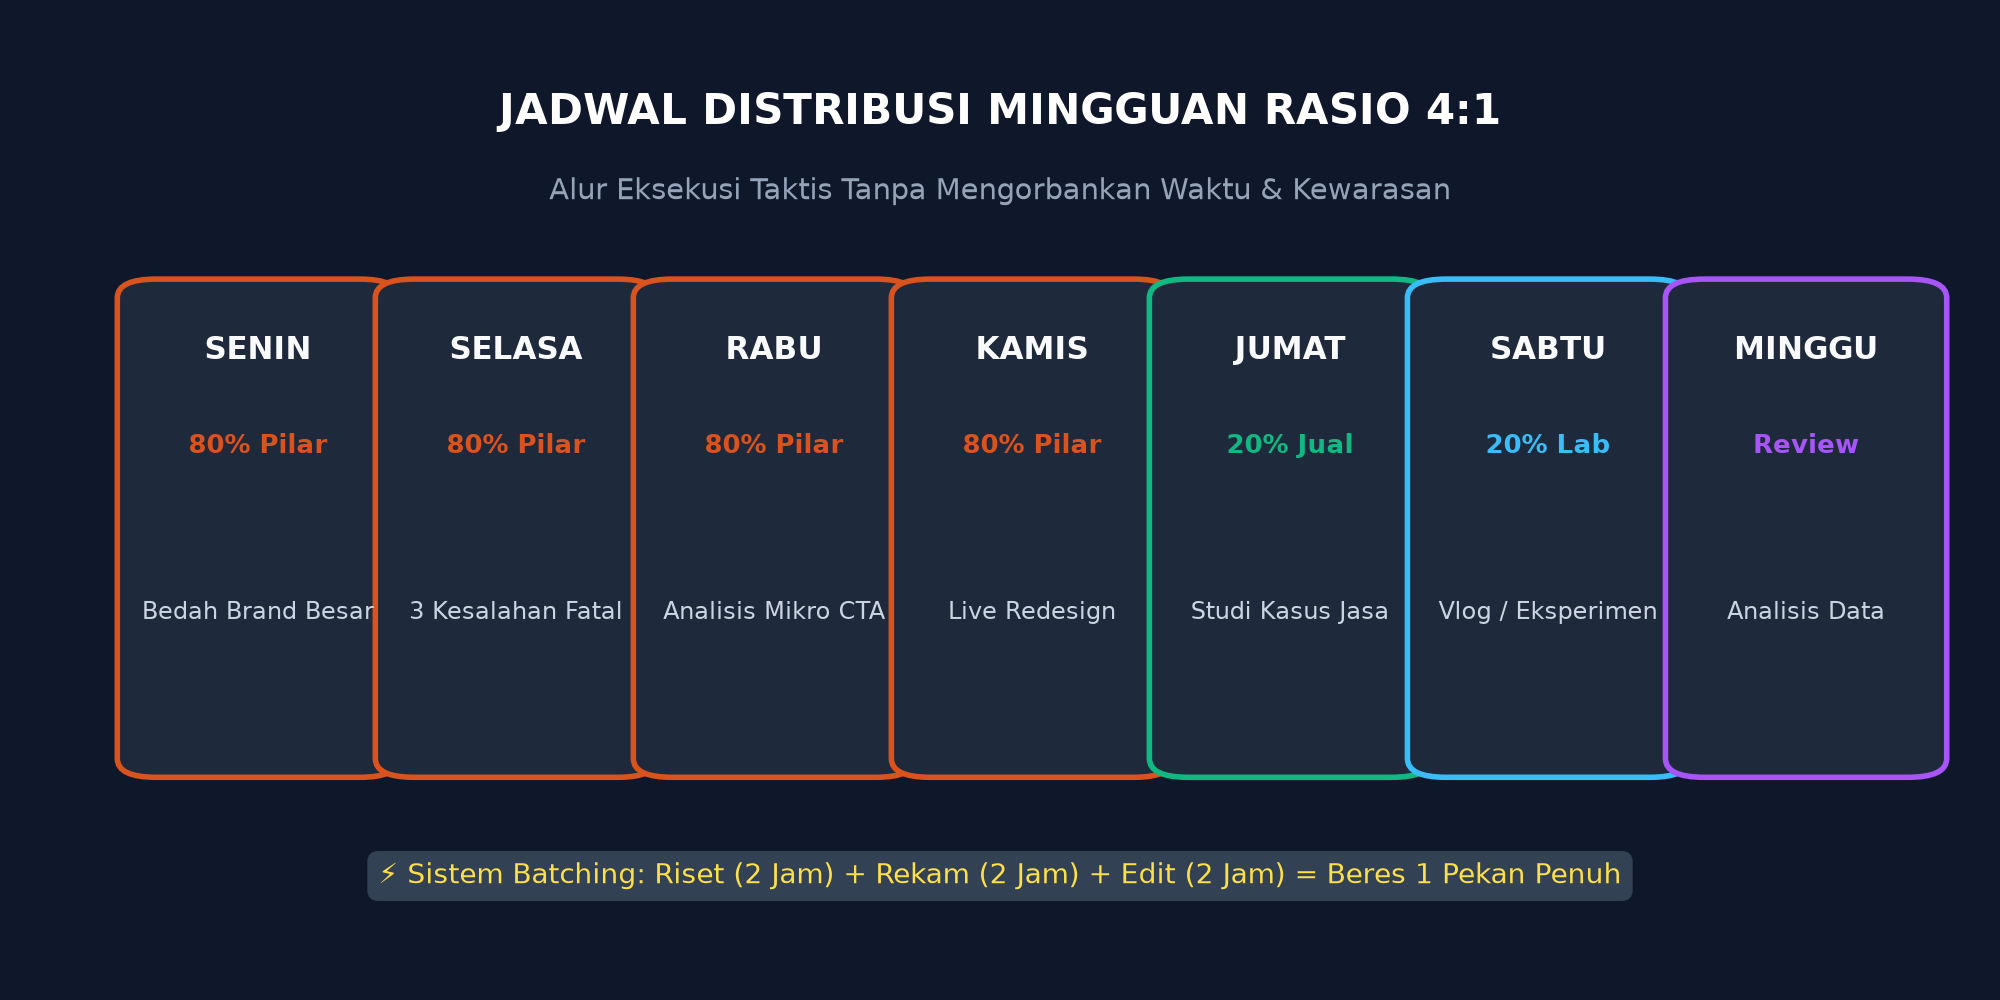 JADWAL DISTRIBUSI MINGGUAN RASIO 4:1
Alur Eksekusi Taktis Tanpa Mengorbankan Waktu & Kewarasan
SENIN
80% Pilar
Bedah Brand Besar
SELASA
80% Pilar
3 Kesalahan Fatal
RABU
80% Pilar
Analisis Mikro CTA
KAMIS
80% Pilar
Live Redesign
JUMAT
20% Jual
Studi Kasus Jasa
SABTU
20% Lab
Vlog / Eksperimen
MINGGU
Review
Analisis Data
⚡ Sistem Batching: Riset (2 Jam) + Rekam (2 Jam) + Edit (2 Jam) = Beres 1 Pekan Penuh